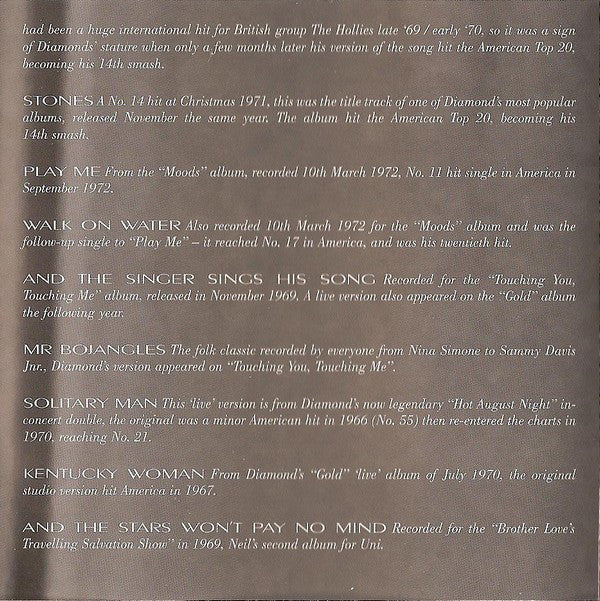 had been a huge international hit for British group The Hollies late ‘69 / early ‘70, so it was a sign
of Diamonds’ stature when only a few months later his version of the song hit the American Top 20,
becoming his 14th smash.
STONES A No. 14 hit at Christmas 1971, this was the title track of one of Diamond’s most popular
albums, released November the same year. The album hit the American Top 20, becoming his
14th smash.
PLAY ME From the “Moods” album, recorded 10th March 1972, No. 11 hit single in America in
September 1972.
WALK ON WATER Also recorded 10th March 1972 for the “Moods” album and was the
follow-up single to “Play Me” – it reached No. 17 in America, and was his twentieth hit.
AND THE SINGER SINGS HIS SONG Recorded for the “Touching You,
Touching Me” album, released in November 1969. A live version also appeared on the “Gold” album
the following year.
MR BOJANGLES The folk classic recorded by everyone from Nina Simone to Sammy Davis
Jnr., Diamond’s version appeared on “Touching You, Touching Me”.
SOLITARY MAN This ‘live’ version is from Diamond’s now legendary “Hot August Night” in-
concert double, the original was a minor American hit in 1966 (No. 55) then re-entered the charts in
1970, reaching No. 21.
KENTUCKY WOMAN From Diamond’s “Gold” ‘live’ album of July 1970, the original
studio version hit America in 1967.
AND THE STARS WON’T PAY NO MIND Recorded for the “Brother Love’s
Travelling Salvation Show” in 1969, Neil’s second album for Uni.